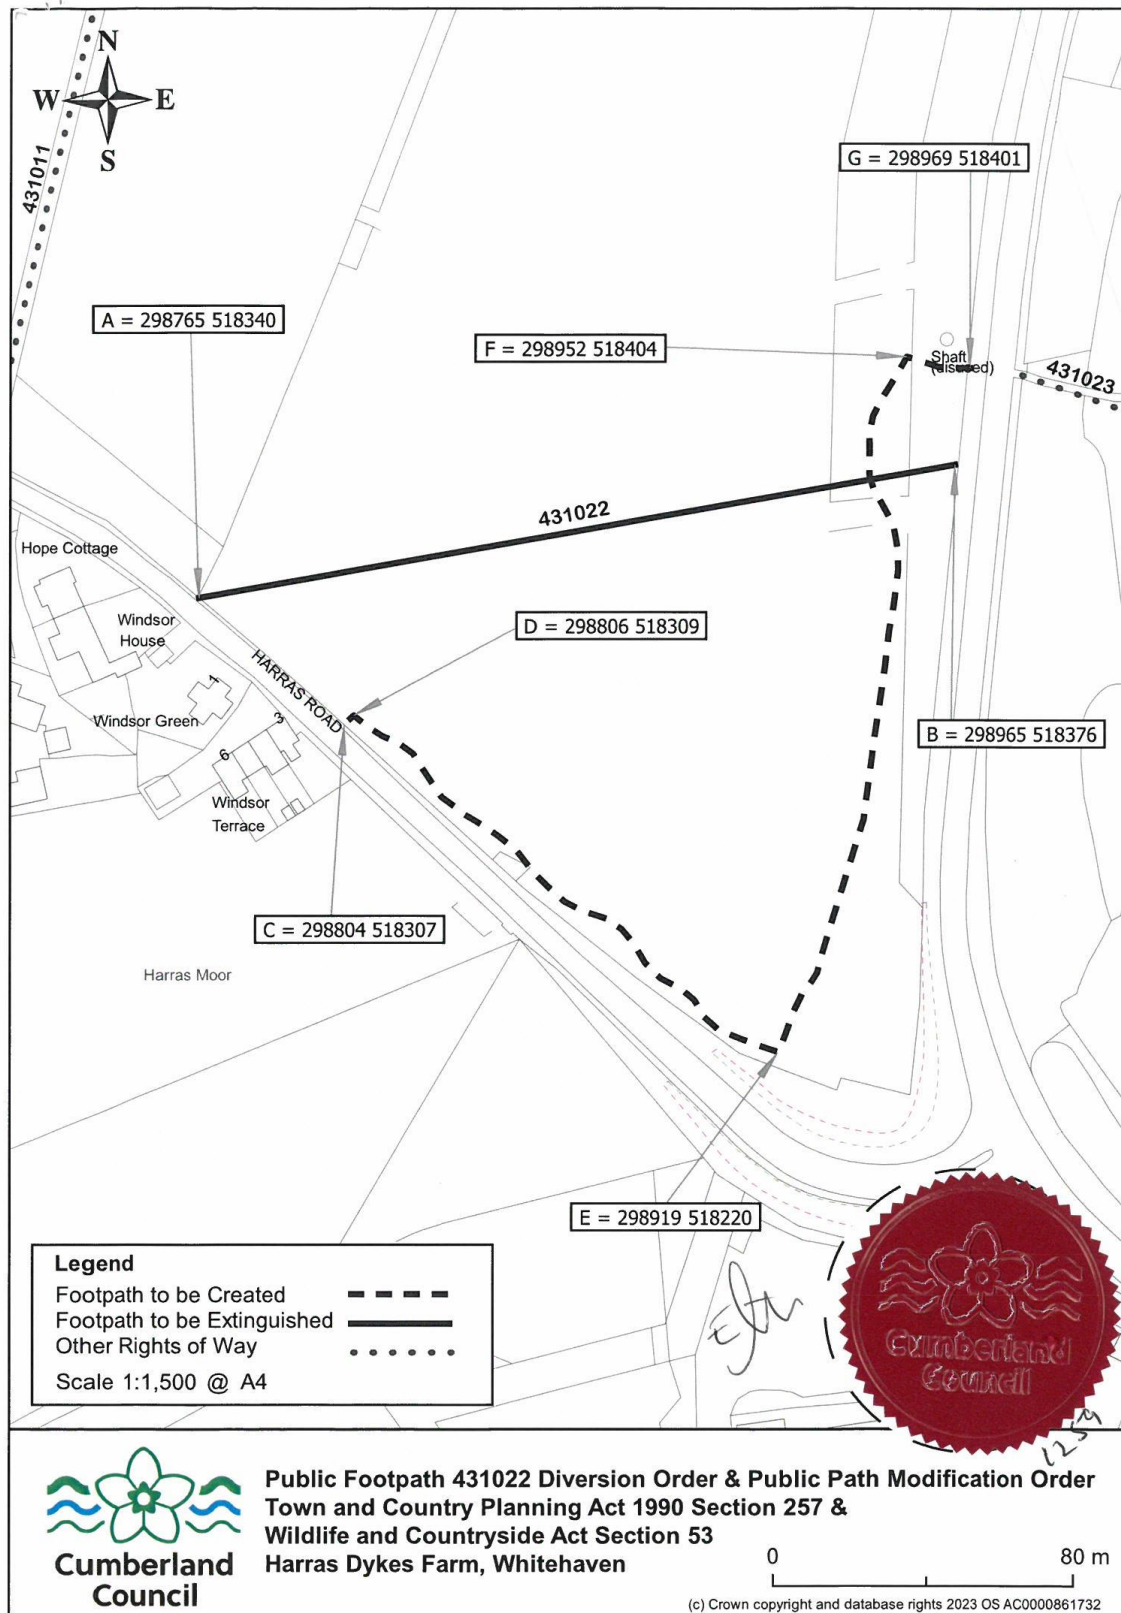 N
W E
S
431011
G = 298969 518401
A = 298765 518340
F = 298952 518404
Shaft
(disused)
431023
431022
Hope Cottage
Windsor
House
D = 298806 518309
HARRAS ROAD
1
Windsor Green
3
6
B = 298965 518376
Windsor
Terrace
C = 298804 518307
Harras Moor
E = 298919 518220
Legend
Footpath to be Created
Footpath to be Extinguished
Other Rights of Way
Scale 1:1,500 @ A4
Cumberland
Council
1259
Cumberland
Council
Public Footpath 431022 Diversion Order & Public Path Modification Order
Town and Country Planning Act 1990 Section 257 &
Wildlife and Countryside Act Section 53
Harras Dykes Farm, Whitehaven
0 80 m
(c) Crown copyright and database rights 2023 OS AC0000861732